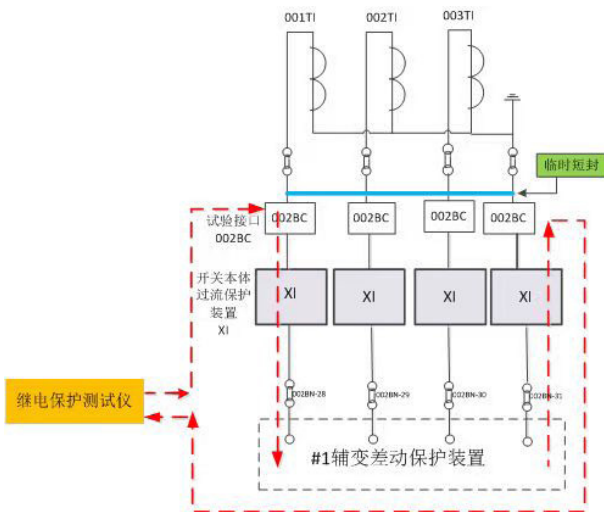 001TI
002TI
003TI
临时短封
试验接口
002BC
002BC
002BC
002BC
002BC
开关本体
过流保护
装置
XI
XI
XI
XI
XI
002BN-28
002BN-29
002BN-30
002BN-31
继电保护测试仪
#1辅变差动保护装置